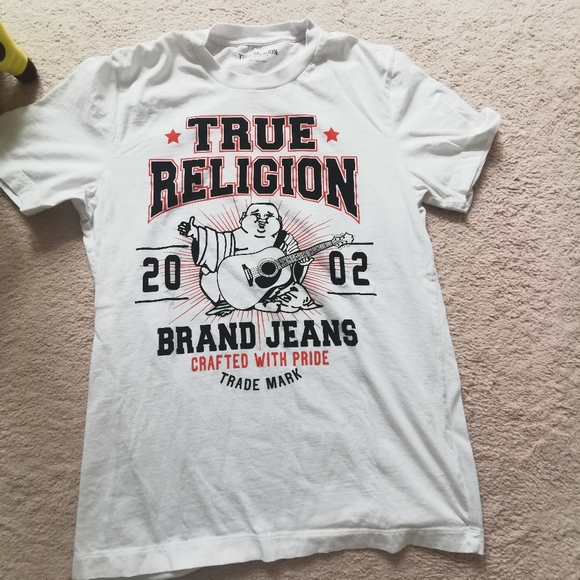 TRUE
RELIGION
20 02
BRAND JEANS
CRAFTED WITH PRIDE
TRADE MARK